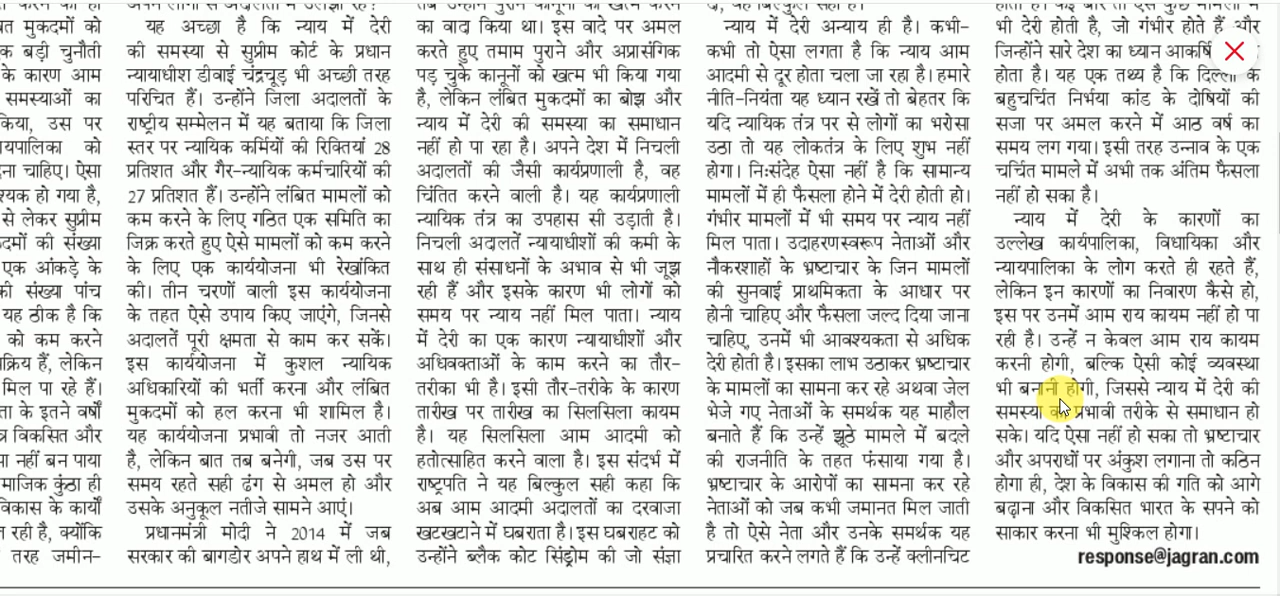 यह अच्छा है कि न्याय में देरी
की समस्या से सुप्रीम कोर्ट के प्रधान
न्यायाधीश डीवाई चंद्रचूड़ भी अच्छी तरह
परिचित हैं। उन्होंने जिला अदालतों के
राष्ट्रीय सम्मेलन में यह बताया कि जिला
स्तर पर न्यायिक कर्मियों की रिक्तियां 28
प्रतिशत और गैर-न्यायिक कर्मचारियों की
27 प्रतिशत हैं। उन्होंने लंबित मामलों को
कम करने के लिए गठित एक समिति का
जिक्र करते हुए ऐसे मामलों को कम करने
के लिए एक कार्ययोजना भी रेखांकित
की। तीन चरणों वाली इस कार्ययोजना
के तहत ऐसे उपाय किए जाएंगे, जिनसे
अदालतें पूरी क्षमता से काम कर सकें।
इस कार्ययोजना में कुशल न्यायिक
अधिकारियों की भर्ती करना और लंबित
मुकदमों को हल करना भी शामिल है।
यह कार्ययोजना प्रभावी तो नजर आती
है, लेकिन बात तब बनेगी, जब उस पर
समय रहते सही ढंग से अमल हो और
उसके अनुकूल नतीजे सामने आएं।
प्रधानमंत्री मोदी ने 2014 में जब
सरकार की बागडोर अपने हाथ में ली थी,
का वादा किया था। इस वादे पर अमल
करते हुए तमाम पुराने और अप्रासंगिक
पड़ चुके कानूनों को खत्म भी किया गया
है, लेकिन लंबित मुकदमों का बोझ और
न्याय में देरी की समस्या का समाधान
नहीं हो पा रहा है। अपने देश में निचली
अदालतों की जैसी कार्यप्रणाली है, वह
चिंतित करने वाली है। यह कार्यप्रणाली
न्यायिक तंत्र का उपहास सी उड़ाती है।
निचली अदालतें न्यायाधीशों की कमी के
साथ ही संसाधनों के अभाव से भी जूझ
रही हैं और इसके कारण भी लोगों को
समय पर न्याय नहीं मिल पाता। न्याय
में देरी का एक कारण न्यायाधीशों और
अधिवक्ताओं के काम करने का तौर-
तरीका भी है। इसी तौर-तरीके के कारण
तारीख पर तारीख का सिलसिला कायम
है। यह सिलसिला आम आदमी को
हतोत्साहित करने वाला है। इस संदर्भ में
राष्ट्रपति ने यह बिल्कुल सही कहा कि
अब आम आदमी अदालतों का दरवाजा
खटखटाने में घबराता है। इस घबराहट को
उन्होंने ब्लैक कोट सिंड्रोम की जो संज्ञा
न्याय में देरी अन्याय ही है। कभी-
कभी तो ऐसा लगता है कि न्याय आम
आदमी से दूर होता चला जा रहा है। हमारे
नीति-नियंता यह ध्यान रखें तो बेहतर कि
यदि न्यायिक तंत्र पर से लोगों का भरोसा
उठा तो यह लोकतंत्र के लिए शुभ नहीं
होगा। नि:संदेह ऐसा नहीं है कि सामान्य
मामलों में ही फैसला होने में देरी होती हो।
गंभीर मामलों में भी समय पर न्याय नहीं
मिल पाता। उदाहरणस्वरूप नेताओं और
नौकरशाहों के भ्रष्टाचार के जिन मामलों
की सुनवाई प्राथमिकता के आधार पर
होनी चाहिए और फैसला जल्द दिया जाना
चाहिए, उनमें भी आवश्यकता से अधिक
देरी होती है। इसका लाभ उठाकर भ्रष्टाचार
के मामलों का सामना कर रहे अथवा जेल
भेजे गए नेताओं के समर्थक यह माहौल
बनाते हैं कि उन्हें झूठे मामले में बदले
की राजनीति के तहत फंसाया गया है।
भ्रष्टाचार के आरोपों का सामना कर रहे
नेताओं को जब कभी जमानत मिल जाती
है तो ऐसे नेता और उनके समर्थक यह
प्रचारित करने लगते हैं कि उन्हें क्लीनचिट
भी देरी होती है, जो गंभीर होते हैं और
जिन्होंने सारे देश का ध्यान
होता है। यह एक तथ्य है कि दिल्ली के
बहुचर्चित निर्भया कांड के दोषियों की
सजा पर अमल करने में आठ वर्ष का
समय लग गया। इसी तरह उन्नाव के एक
चर्चित मामले में अभी तक अंतिम फैसला
नहीं हो सका है।
न्याय में देरी के कारणों का
उल्लेख कार्यपालिका, विधायिका और
न्यायपालिका के लोग करते ही रहते हैं,
लेकिन इन कारणों का निवारण कैसे हो,
इस पर उनमें आम राय कायम नहीं हो पा
रही है। उन्हें न केवल आम राय कायम
करनी होगी, बल्कि ऐसी कोई व्यवस्था
भी बनानी होगी, जिससे न्याय में देरी की
समस्या का प्रभावी तरीके से समाधान हो
सके। यदि ऐसा नहीं हो सका तो भ्रष्टाचार
और अपराधों पर अंकुश लगाना तो कठिन
होगा ही, देश के विकास की गति को आगे
बढ़ाना और विकसित भारत के सपने को
साकार करना भी मुश्किल होगा।
response@jagran.com